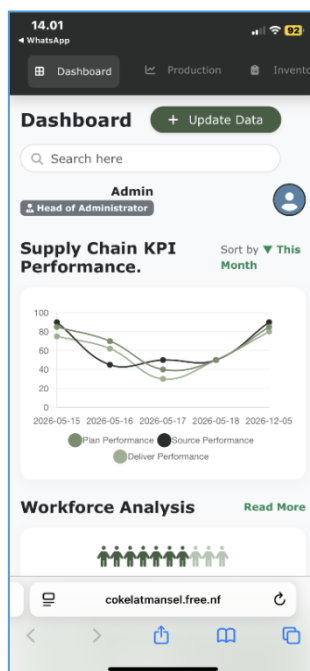 14.01
92
◀ WhatsApp
Dashboard
Production
Invento
Dashboard
+ Update Data
Search here
Admin
Head of Administrator
Supply Chain KPI
Performance.
Sort by ▼ This
Month
100
80
60
40
20
0
2026-05-15 2026-05-16 2026-05-17 2026-05-18 2026-12-05
Plan Performance Source Performance
Deliver Performance
Workforce Analysis
Read More
cokelatmansel.free.nf